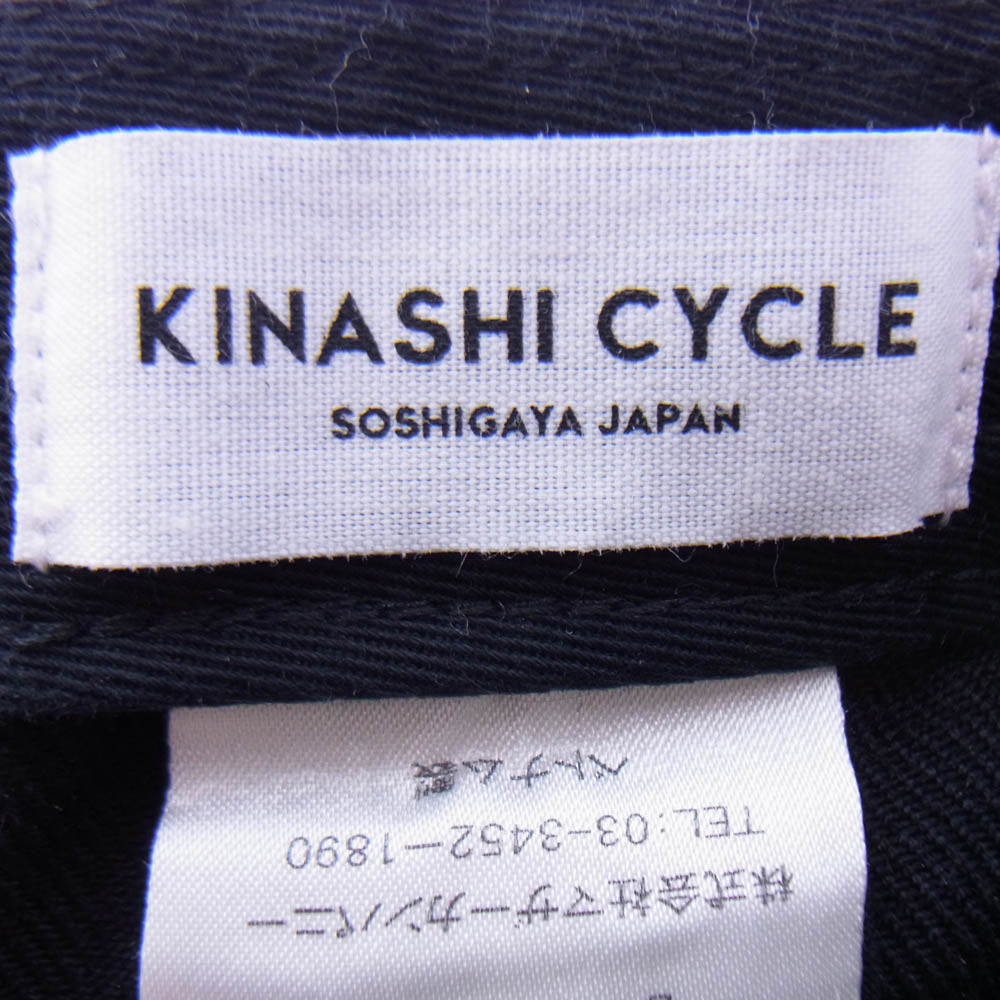 KINASHI CYCLE
SOSHIGAYA JAPAN
株式会社マザーカンパニー
TEL:03-3452-1890
ベトナム製